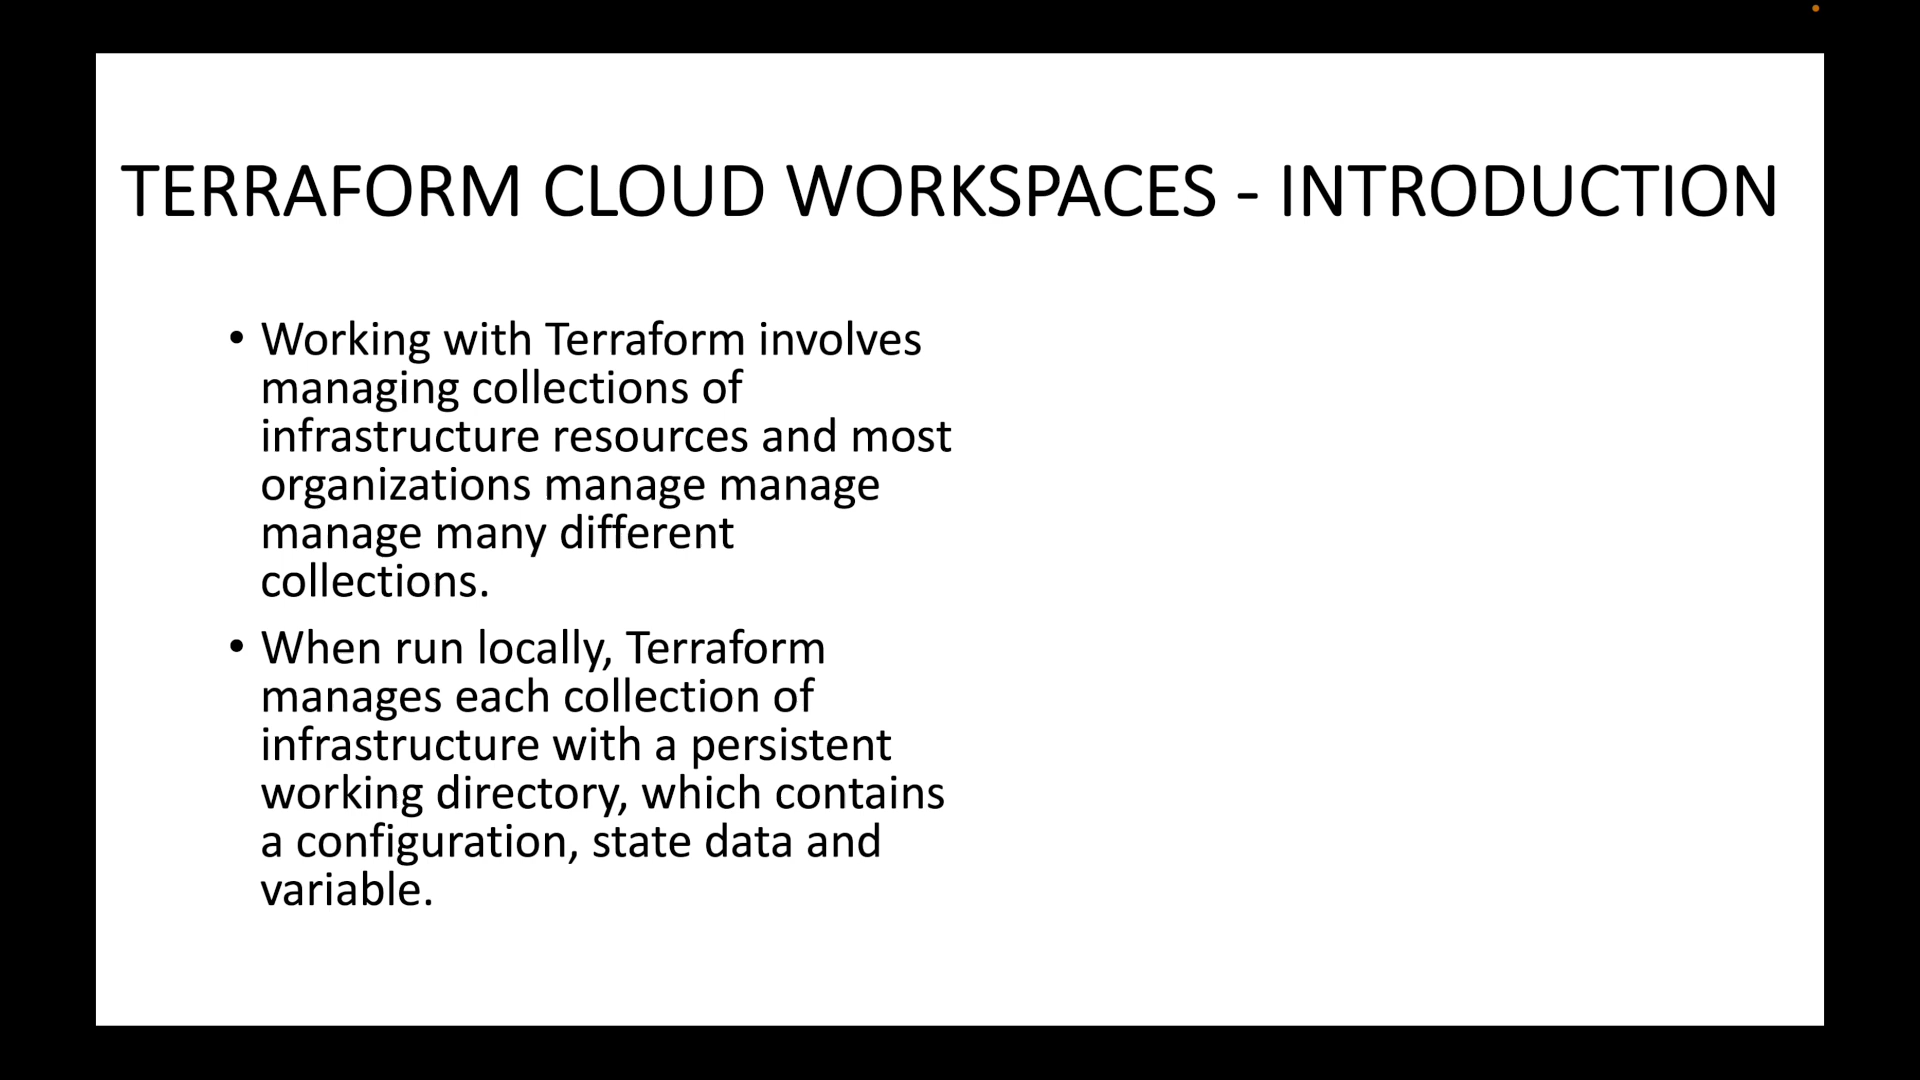 TERRAFORM CLOUD WORKSPACES - INTRODUCTION
• Working with Terraform involves
managing collections of
infrastructure resources and most
organizations manage manage
manage many different
collections.
• When run locally, Terraform
manages each collection of
infrastructure with a persistent
working directory, which contains
a configuration, state data and
variable.